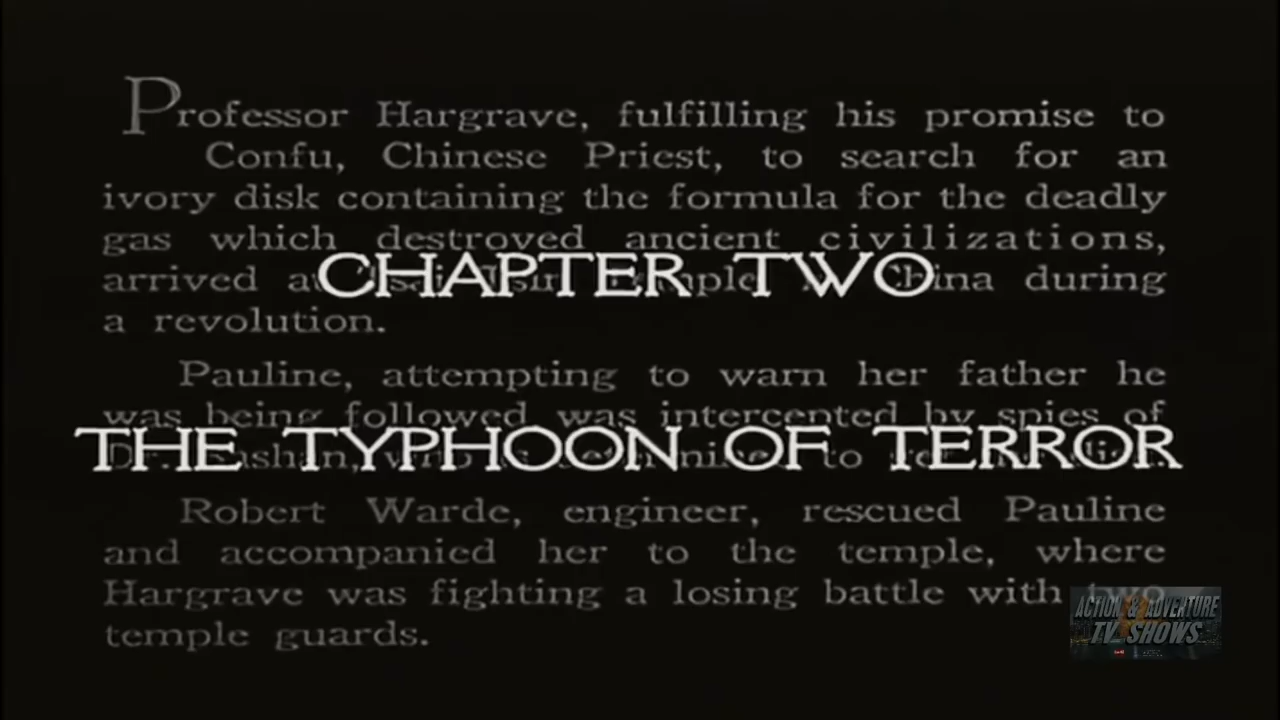 Professor Hargrave, fulfilling his promise to
Confu, Chinese Priest, to search for an
ivory disk containing the formula for the deadly
gas which destroyed ancient civilizations,
arrived China during
CHAPTER TWO
a revolution.
Pauline, attempting to warn her father he
was being followed was intercepted by spies of
THE TYPHOON OF TERROR
to
Robert Warde, engineer, rescued Pauline
and accompanied her to the temple, where
Hargrave was fighting a losing battle with two
temple guards.
ACTION & ADVENTURE
TV SHOWS